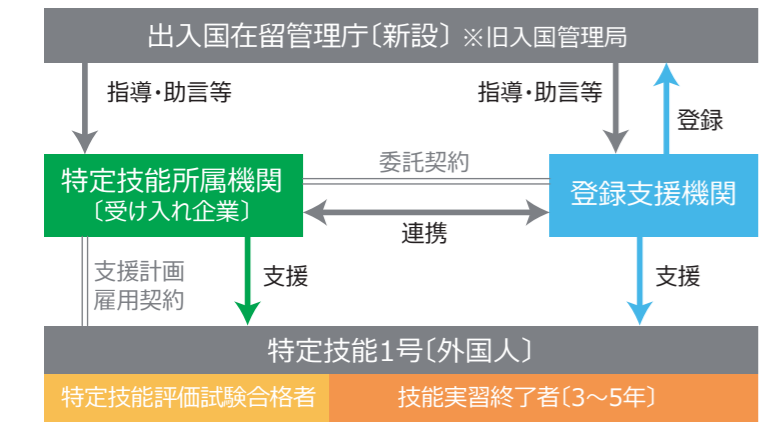 出入国在留管理庁〔新設〕 ※旧入国管理局
指導・助言等
指導・助言等
登録
特定技能所属機関
〔受け入れ企業〕
委託契約
連携
登録支援機関
支援計画
雇用契約
支援
支援
特定技能1号〔外国人〕
特定技能評価試験合格者
技能実習終了者〔3〜5年〕